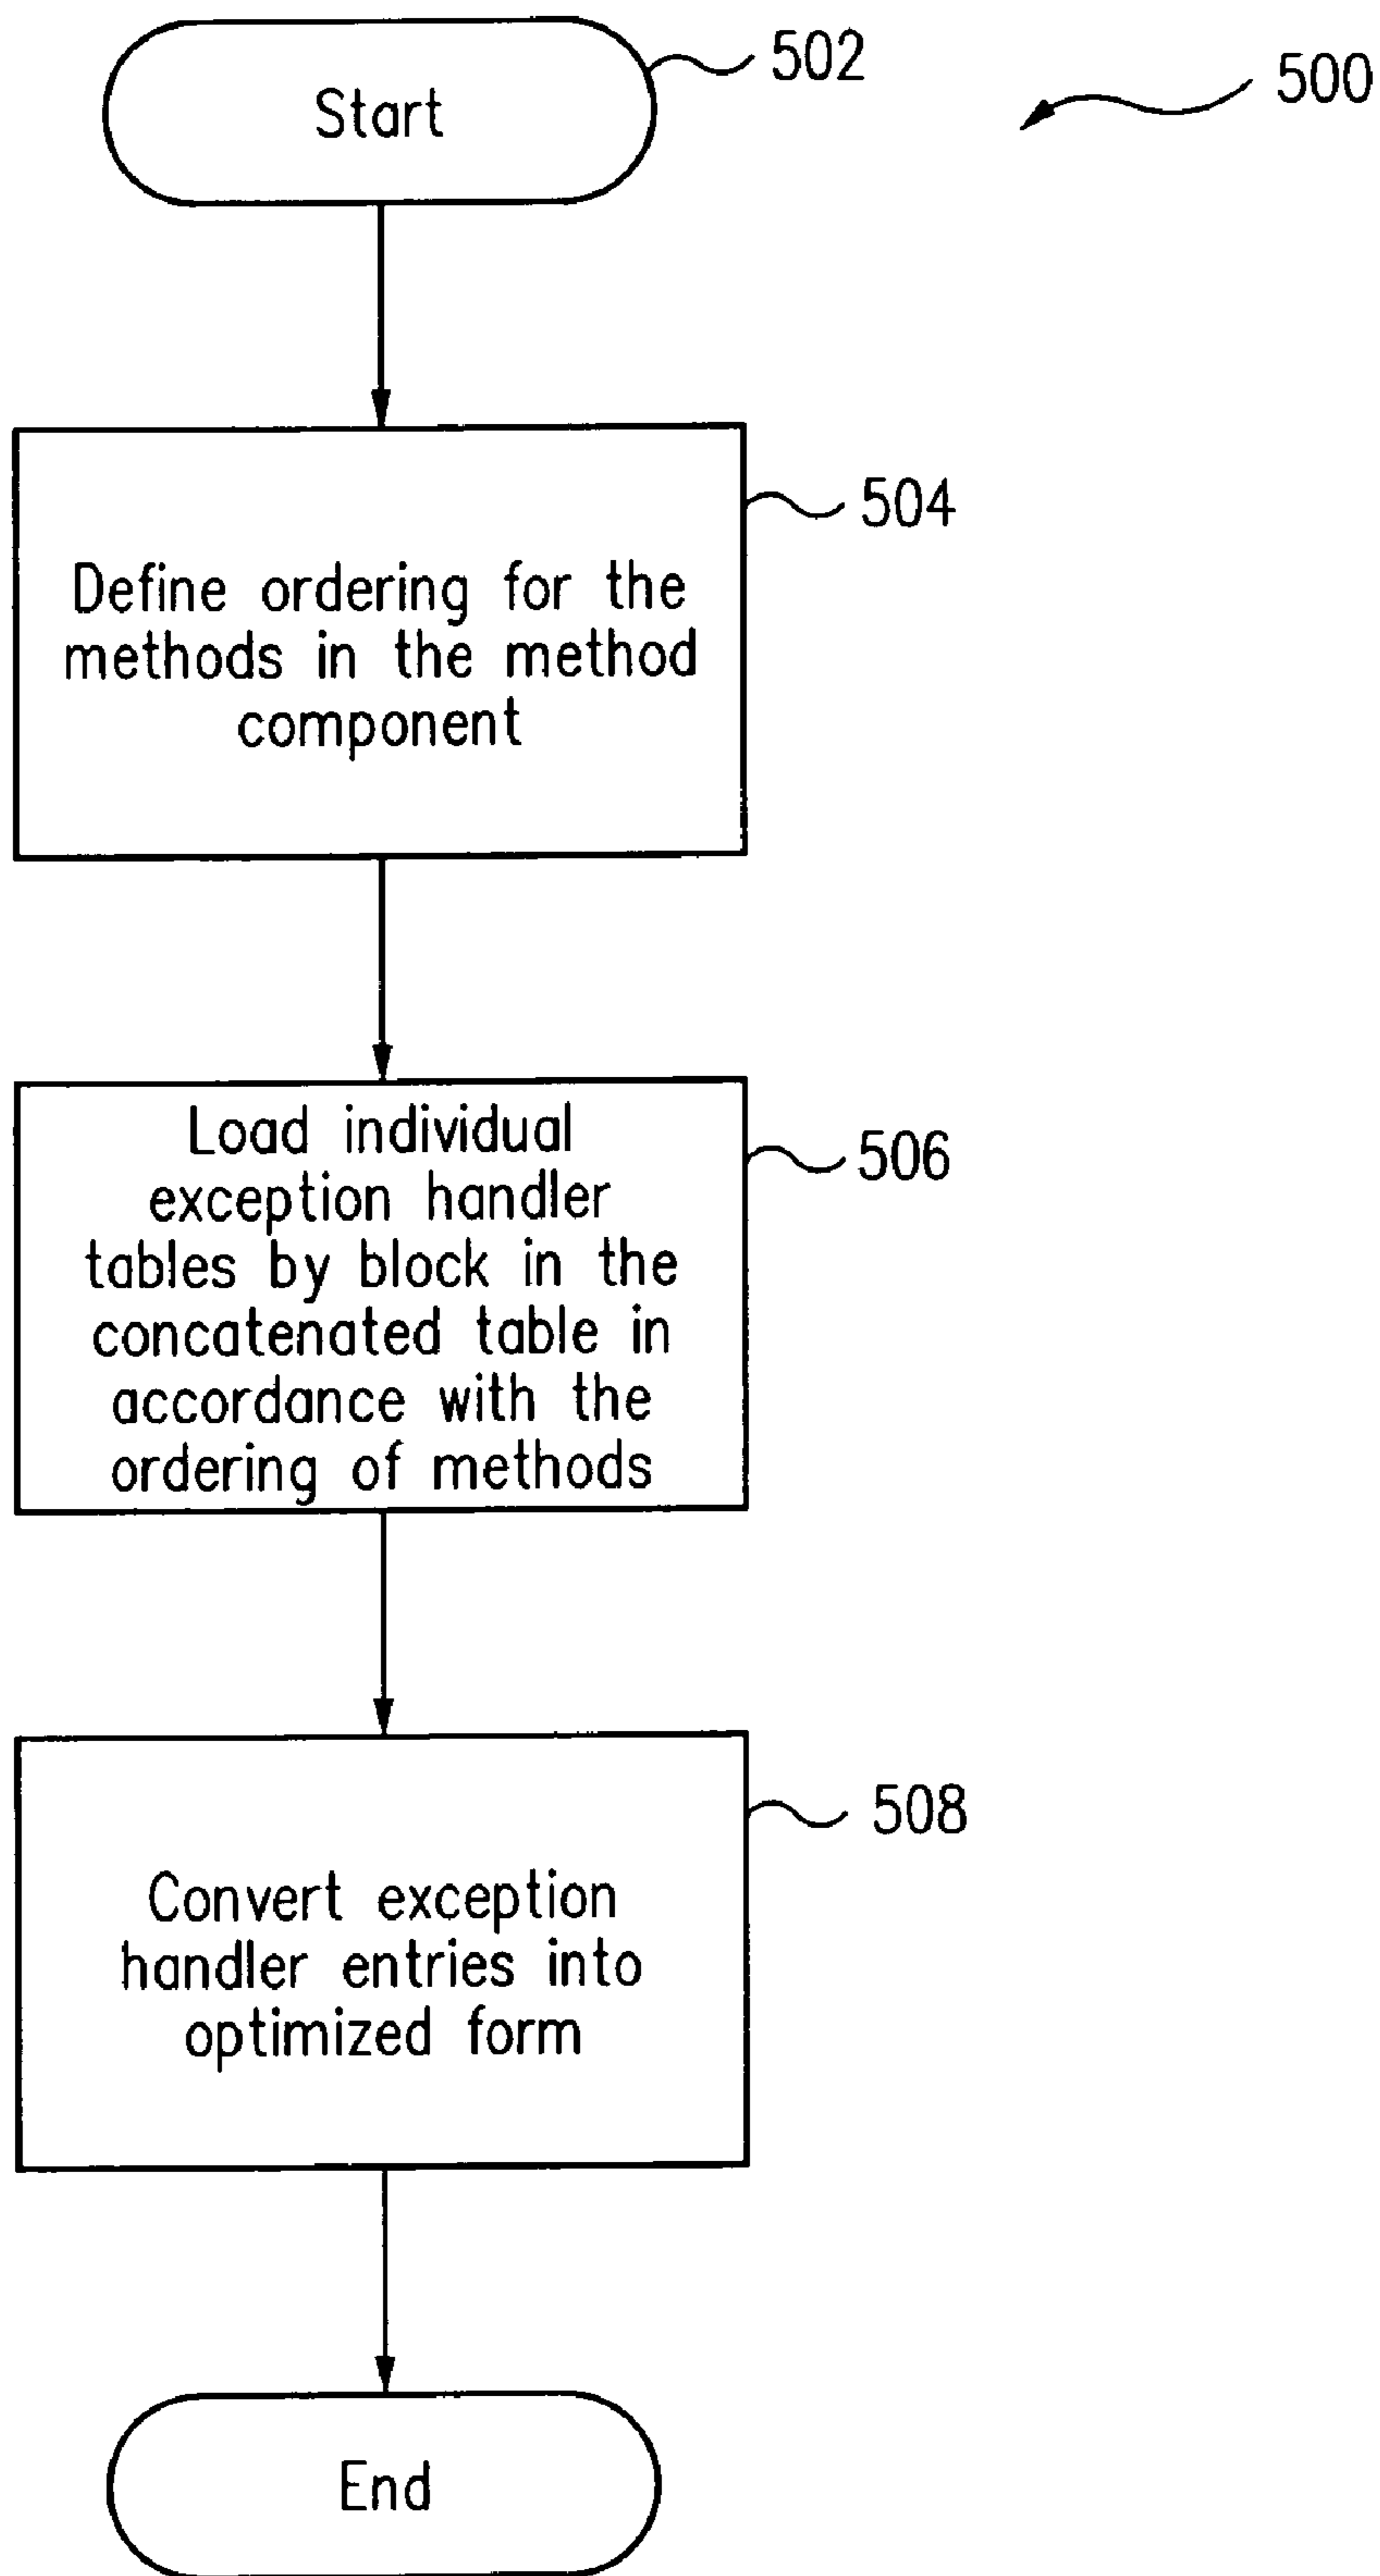 Start
502
500
504
Define ordering for the
methods in the method
component
Load individual
506
exception handler
tables by block in the
concatenated table in
accordance with the
ordering of methods
508
Convert exception
handler entries into
optimized form
End